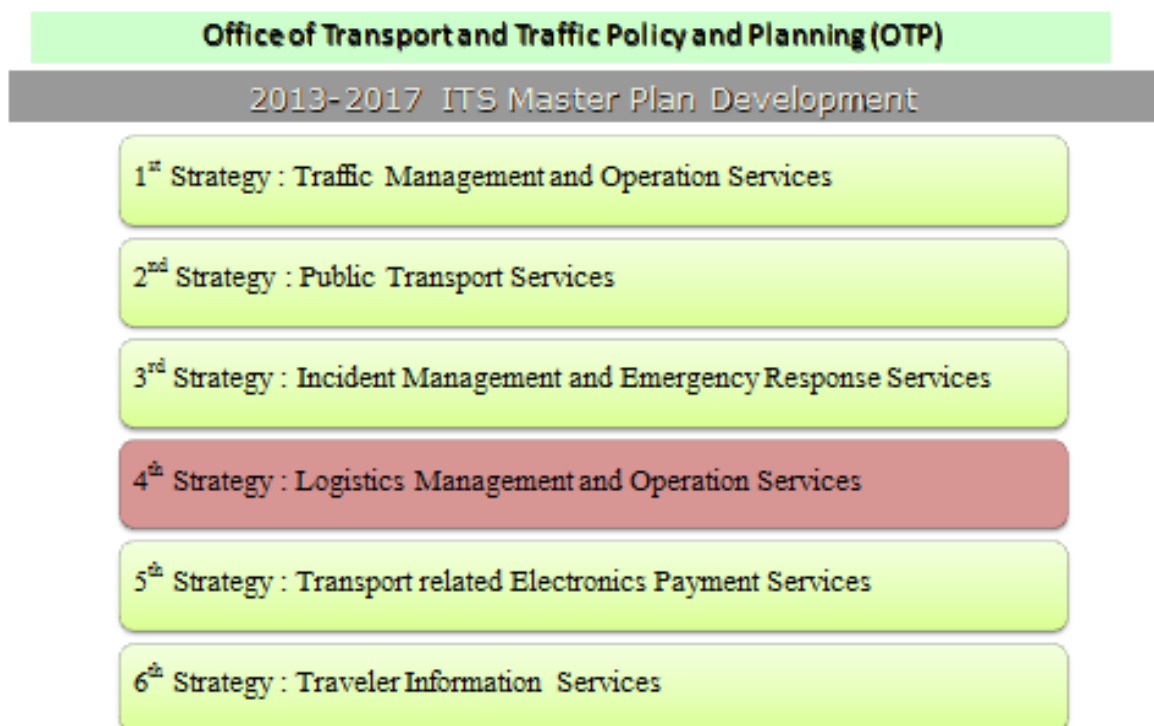 Office of Transport and Traffic Policy and Planning (OTP)
2013-2017 ITS Master Plan Development
1st Strategy : Traffic Management and Operation Services
2nd Strategy : Public Transport Services
3rd Strategy : Incident Management and Emergency Response Services
4th Strategy : Logistics Management and Operation Services
5th Strategy : Transport related Electronics Payment Services
6th Strategy : Traveler Information Services